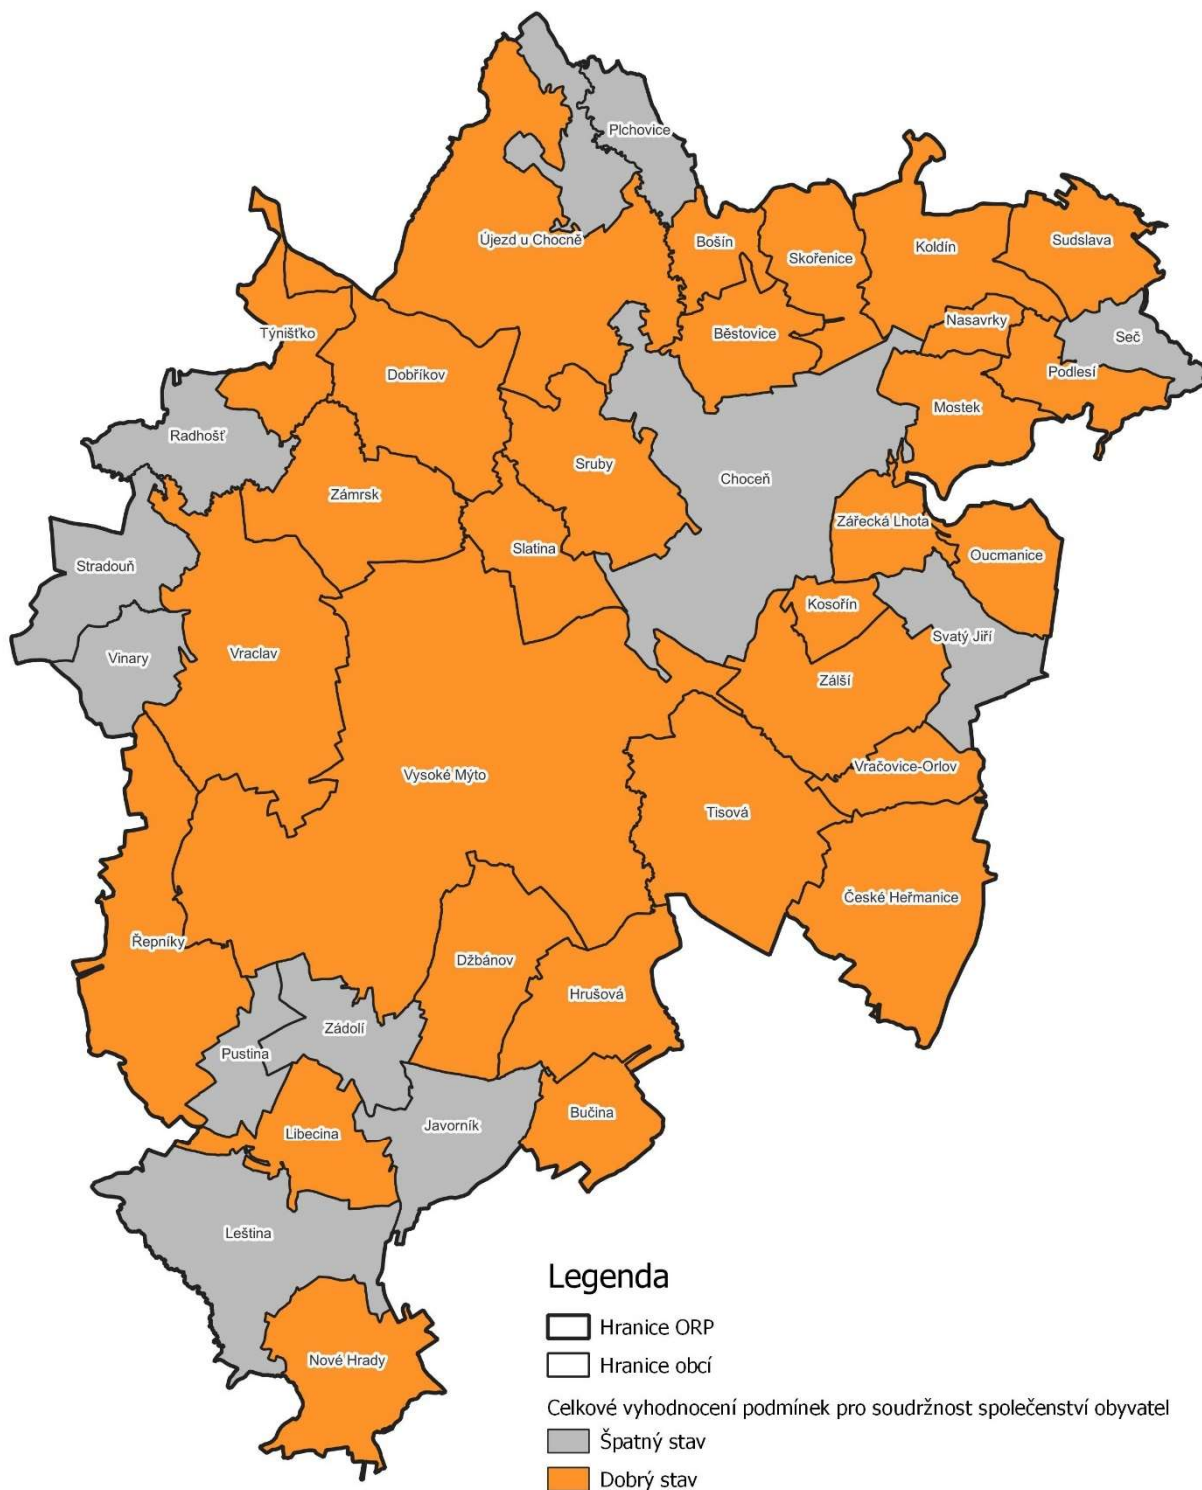 Plchovice
Újezd u Chocně
Bošín
Skořenice
Koldín
Sudslava
Týnišťko
Běstovice
Nasavrky
Seč
Dobříkov
Podlesí
Mostek
Radhošť
Sruby
Choceň
Zámrsk
Zářecká Lhota
Slatina
Oucmanice
Stradouň
Kosořín
Svatý Jiří
Vinary
Vraclav
Zálší
Vysoké Mýto
Vračovice-Orlov
Tisová
České Heřmanice
Řepníky
Džbánov
Hrušová
Zádolí
Pustina
Bučina
Javorník
Libecina
Leština
Nové Hrady
Legenda
Hranice ORP
Hranice obcí
Celkové vyhodnocení podmínek pro soudržnost společenství obyvatel
Špatný stav
Dobrý stav